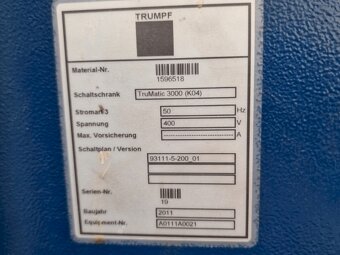 TRUMPF
Material-Nr.
1596518
Schaltschrank TruMatic 3000 (K04)
50 Hz
Spannung 400 V
Max. Vorsicherung A
Schaltplan / Version
93111-5-200_01
Serien-Nr.
19
Baujahr 2011
Equipment-Nr. A0111A0021